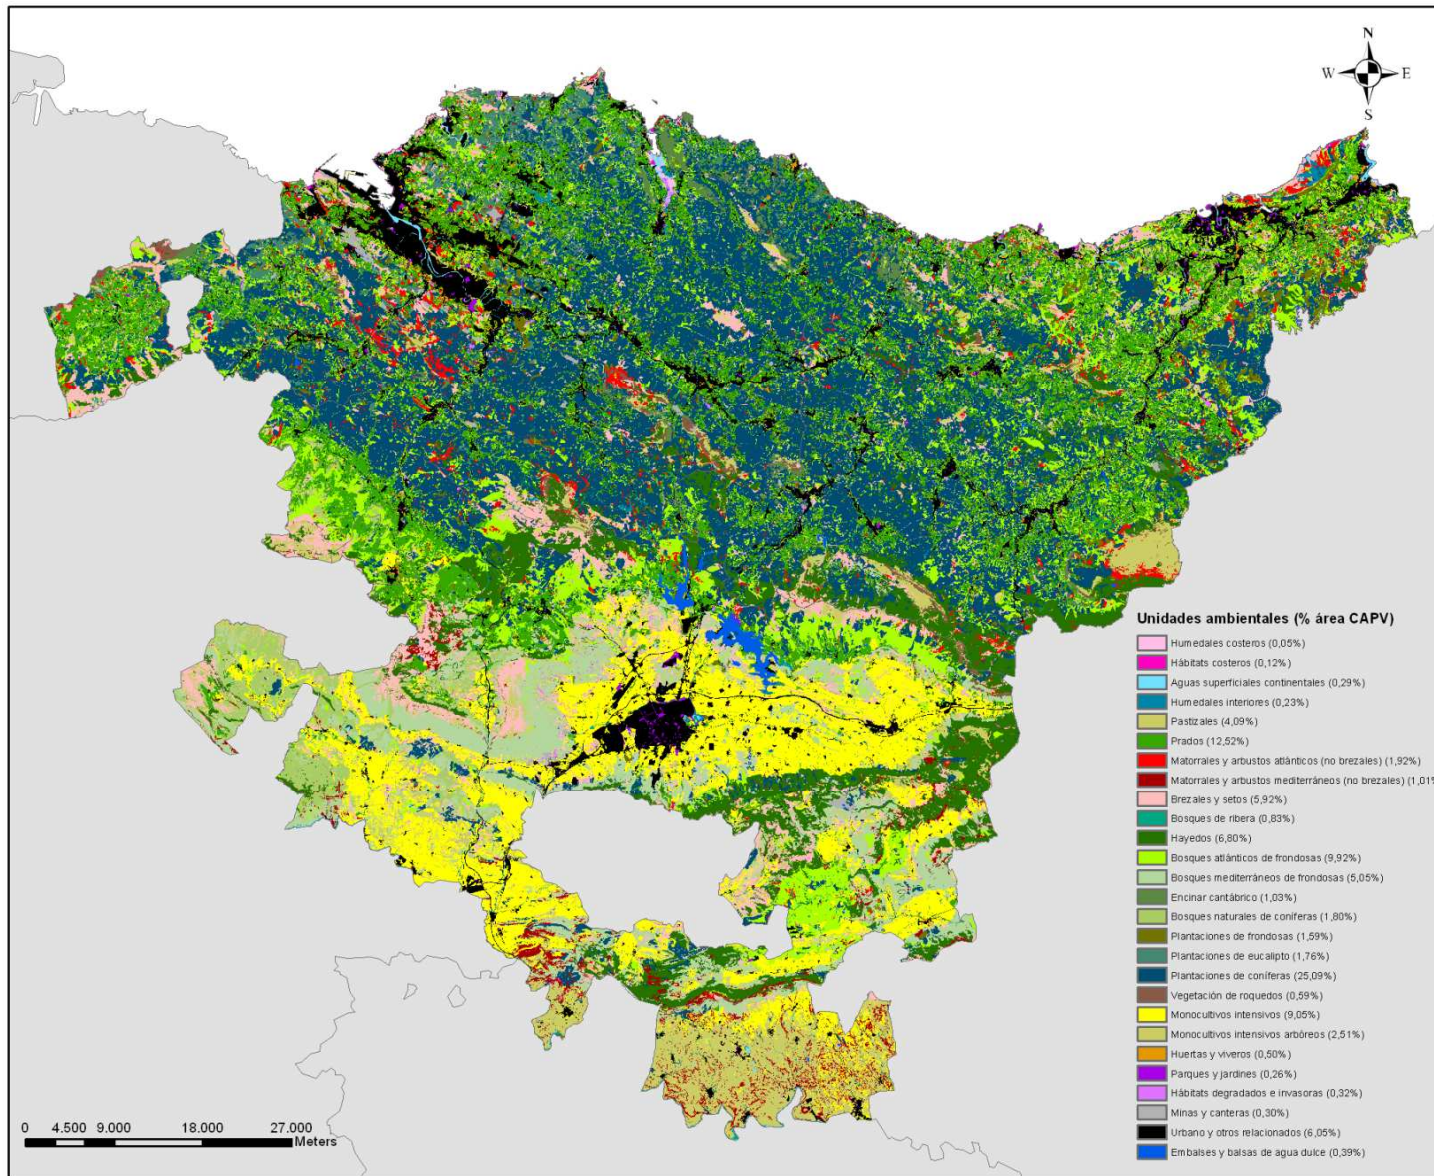 N
W E
S
Unidades ambientales (% área CAPV)
Humedales costeros (0,05%)
Hábitats costeros (0,12%)
Aguas superficiales continentales (0,29%)
Humedales interiores (0,23%)
Pastizales (4,09%)
Prados (12,52%)
Matorrales y arbustos atlánticos (no brezales) (1,92%)
Matorrales y arbustos mediterráneos (no brezales) (1,01%
Brezales y setos (5,92%)
Bosques de ribera (0,83%)
Hayedos (6,80%)
Bosques atlánticos de frondosas (9,92%)
Bosques mediterráneos de frondosas (5,05%)
Encinar cantábrico (1,03%)
Bosques naturales de coníferas (1,80%)
Plantaciones de frondosas (1,59%)
Plantaciones de eucalipto (1,76%)
Plantaciones de coníferas (25,09%)
Vegetación de roquedos (0,59%)
Monocultivos intensivos (9,05%)
Monocultivos intensivos arbóreos (2,51%)
Huertas y viveros (0,50%)
Parques y jardines (0,26%)
Hábitats degradados e invasoras (0,32%)
Minas y canteras (0,30%)
Urbano y otros relacionados (6,05%)
Embalses y balsas de agua dulce (0,39%)
0 4.500 9.000 18.000 27.000
Meters